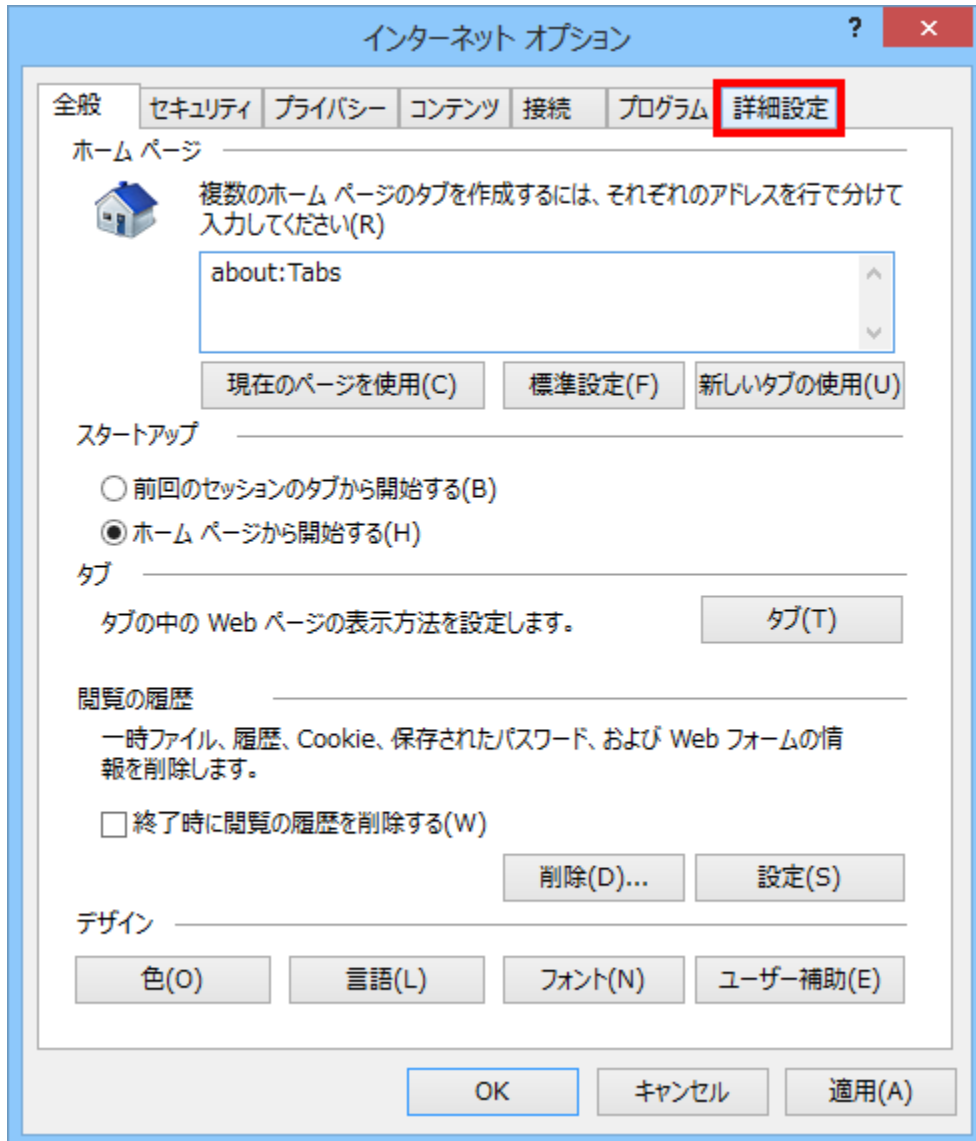 インターネット オプション
?
×
全般 セキュリティ プライバシー コンテンツ 接続 プログラム 詳細設定
ホーム ページ
複数のホーム ページのタブを作成するには、それぞれのアドレスを行で分けて
入力してください(R)
about:Tabs
現在のページを使用(C) 標準設定(F) 新しいタブの使用(U)
スタートアップ
前回のセッションのタブから開始する(B)
ホーム ページから開始する(H)
タブ
タブの中の Web ページの表示方法を設定します。 タブ(T)
閲覧の履歴
一時ファイル、履歴、Cookie、保存されたパスワード、および Web フォームの情
報を削除します。
終了時に閲覧の履歴を削除する(W)
削除(D)... 設定(S)
デザイン
色(O) 言語(L) フォント(N) ユーザー補助(E)
OK キャンセル 適用(A)